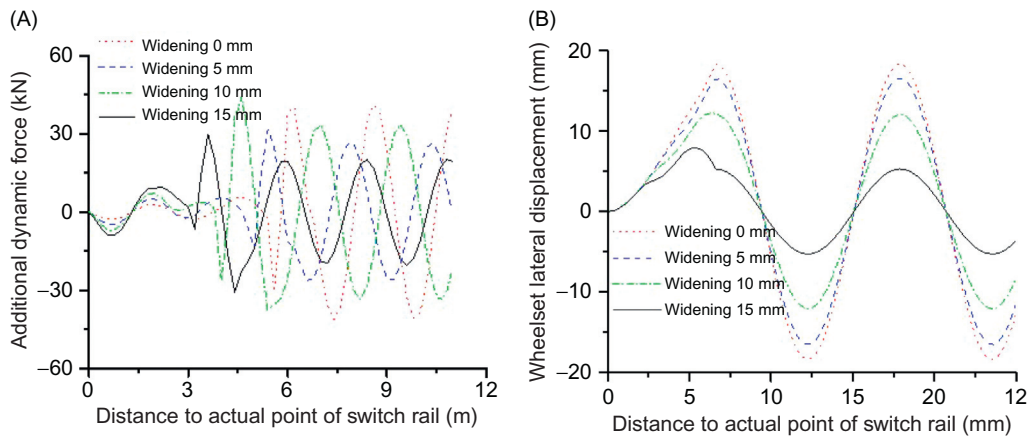 (A)
Additional dynamic force (kN)
60
30
0
–30
–60
Widening 0 mm
Widening 5 mm
Widening 10 mm
Widening 15 mm
0
3
6
9
12
Distance to actual point of switch rail (m)
(B)
Wheelset lateral displacement (mm)
20
10
0
–10
–20
Widening 0 mm
Widening 5 mm
Widening 10 mm
Widening 15 mm
0
5
10
15
20
12
Distance to actual point of switch rail (mm)